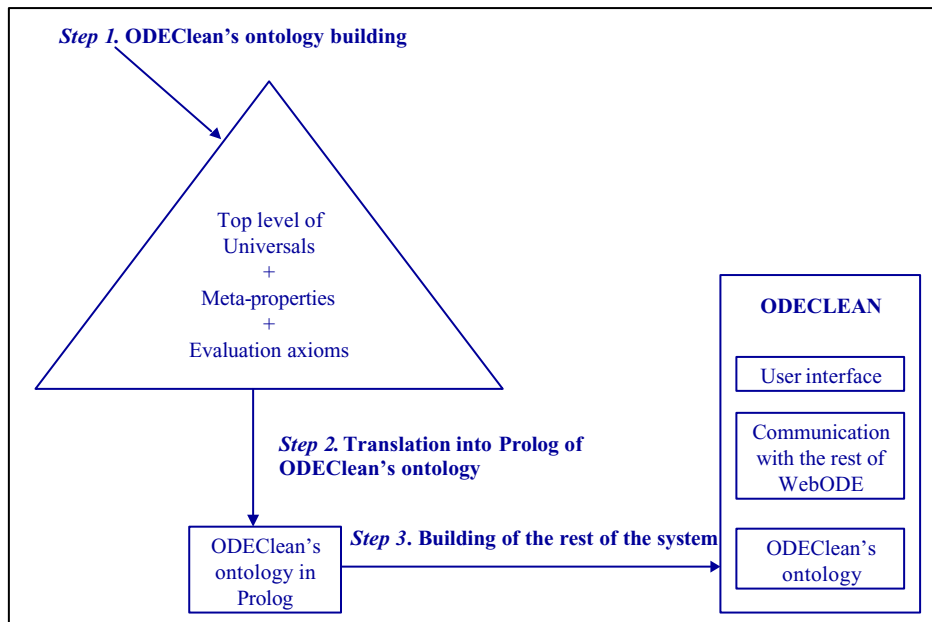 Step 1. ODEClean's ontology building
Top level of
Universals
+
Meta-properties
+
Evaluation axioms
Step 2. Translation into Prolog of
ODEClean's ontology
ODEClean's
ontology in
Prolog
Step 3. Building of the rest of the system
ODECLEAN
User interface
Communication
with the rest of
WebODE
ODEClean's
ontology